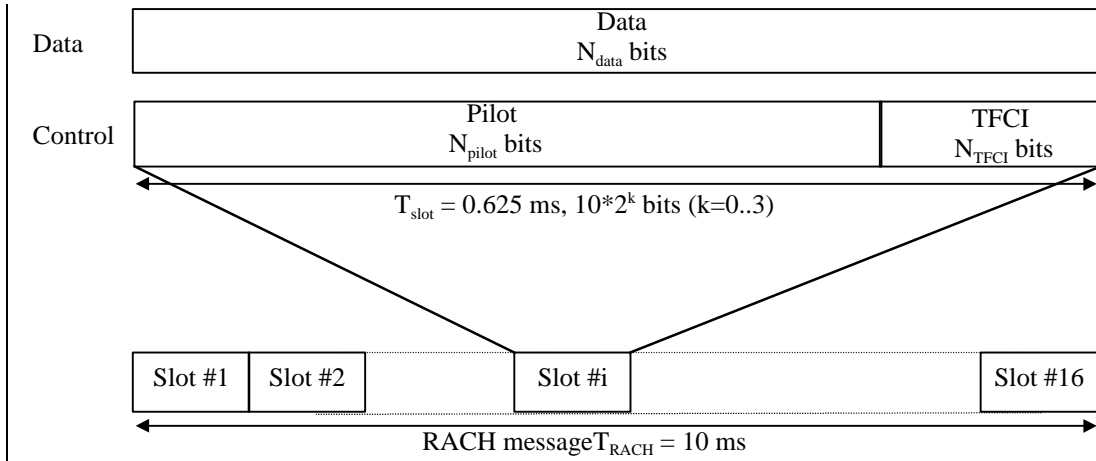 Data
Data
N_data bits
Control
Pilot
N_pilot bits
TFCI
N_TFCI bits
T_slot = 0.625 ms, 10*2^k bits (k=0..3)
Slot #1 Slot #2 Slot #i Slot #16
RACH messageT_RACH = 10 ms